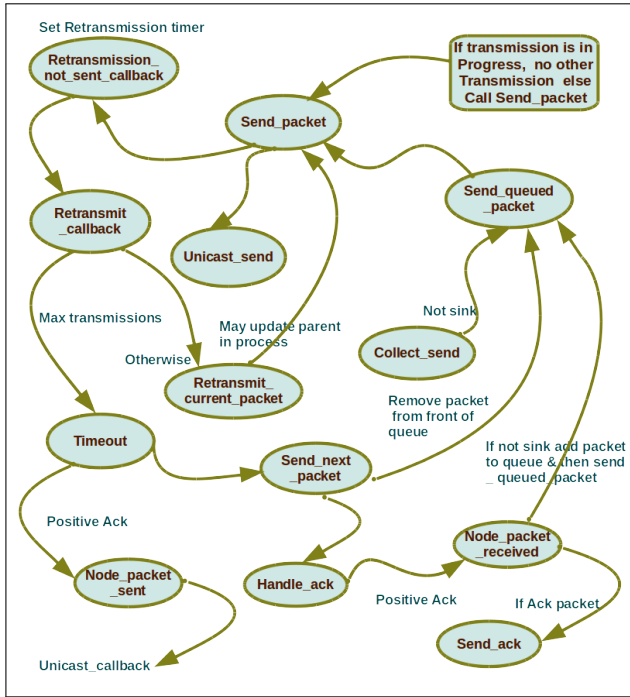 Set Retransmission timer
Retransmission_
not_sent_callback
If transmission is in
Progress,  no other
Transmission  else
Call Send_packet
Send_packet
Send_queued
_packet
Retransmit
_callback
Unicast_send
Not sink
Max transmissions
May update parent
in process
Collect_send
Otherwise
Retransmit_
current_packet
Remove packet
from front of
queue
Timeout
If not sink add packet
to queue & then send
_ queued_packet
Send_next
_packet
Positive Ack
Node_packet
_received
Node_packet
_sent
Handle_ack
Positive Ack
If Ack packet
Send_ack
Unicast_callback